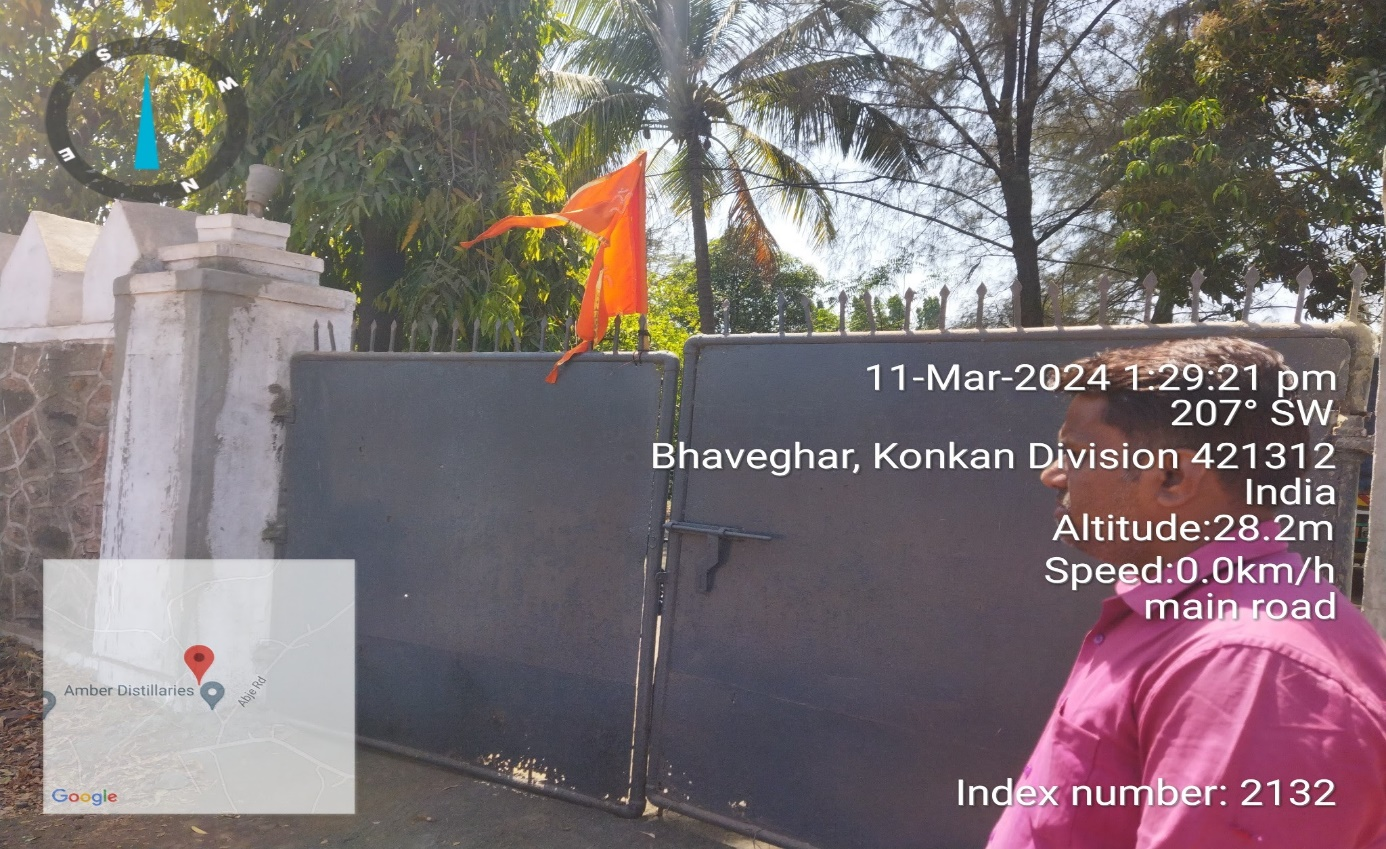 S
W
E
N
11-Mar-2024 1:29:21 pm
207° SW
Bhaveghar, Konkan Division 421312
India
Altitude:28.2m
Speed:0.0km/h
main road
Amber Distillaries
Abje Rd
Google
Index number: 2132